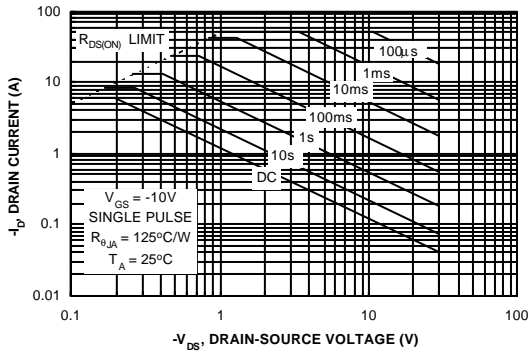 100
10
1
0.1
0.01
-I_D, DRAIN CURRENT (A)
R_DS(ON) LIMIT
100µs
1ms
10ms
100ms
1s
10s
DC
V_GS = -10V
SINGLE PULSE
R_θJA = 125°C/W
T_A = 25°C
0.1 1 10 100
-V_DS, DRAIN-SOURCE VOLTAGE (V)